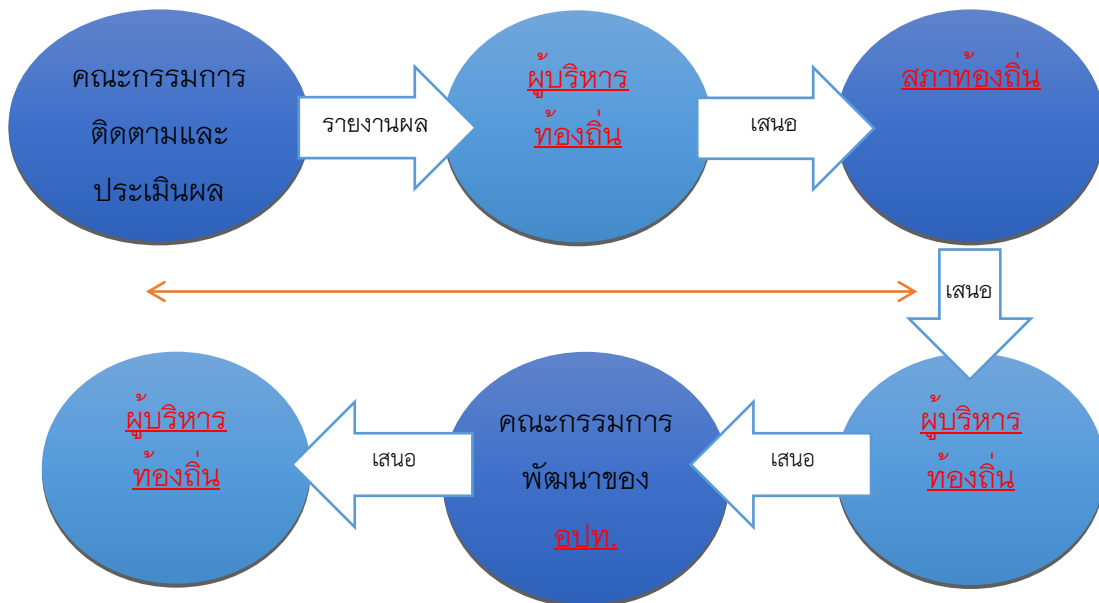 คณะกรรมการ
ติดตามและ
ประเมินผล
รายงานผล
ผู้บริหาร
ท้องถิ่น
เสนอ
สภาท้องถิ่น
เสนอ
ผู้บริหาร
ท้องถิ่น
เสนอ
คณะกรรมการ
พัฒนาของ
อปท.
เสนอ
ผู้บริหาร
ท้องถิ่น